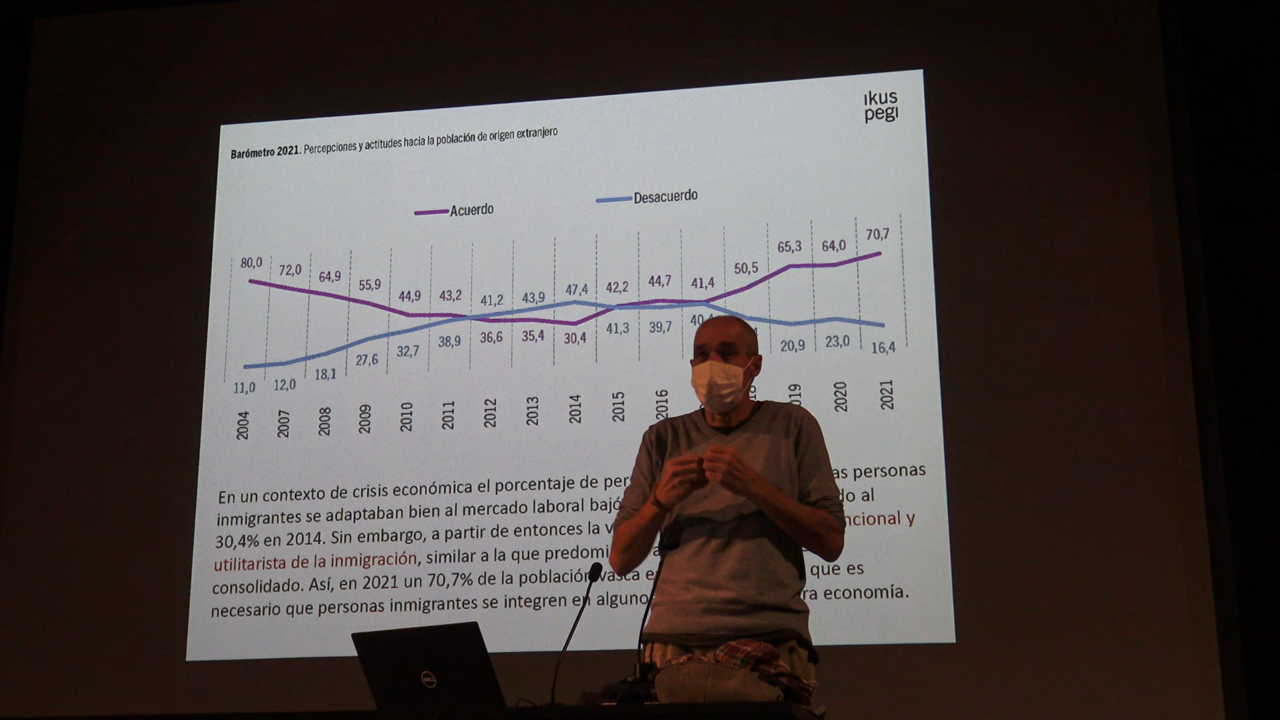 ikus
pegi
Barómetro 2021. Percepciones y actitudes hacia la población de origen extranjero
Acuerdo Desacuerdo
80,0 72,0 64,9 55,9 44,9 43,2 41,2 43,9 47,4 42,2 44,7 41,4 50,5 65,3 64,0 70,7
11,0 12,0 18,1 27,6 32,7 38,9 36,6 35,4 30,4 41,3 39,7 20,9 23,0 16,4
2004 2007 2008 2009 2010 2011 2012 2013 2014 2015 2016 2020 2021
En un contexto de crisis económica el porcentaje de personas
inmigrantes se adaptaban bien al mercado laboral bajó al
30,4% en 2014. Sin embargo, a partir de entonces la y
utilitarista de la inmigración, similar a la que
consolidado. Así, en 2021 un 70,7% de la población vasca que es
necesario que personas inmigrantes se integren en economía.
DELL